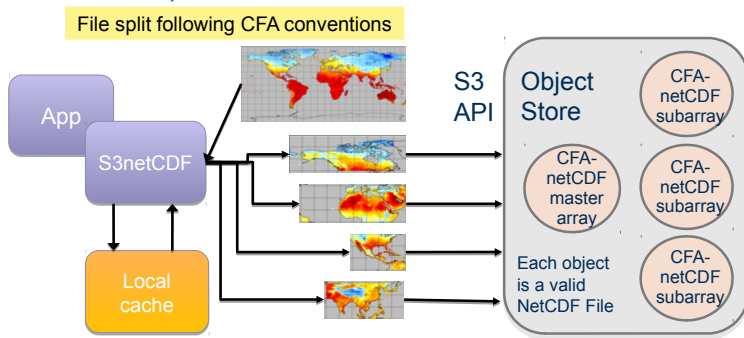 File split following CFA conventions
App
S3netCDF
Local
cache
S3
API
Object
Store
CFA-
netCDF
subarray
CFA-
netCDF
master
array
CFA-
netCDF
subarray
CFA-
netCDF
subarray
Each object
is a valid
NetCDF File